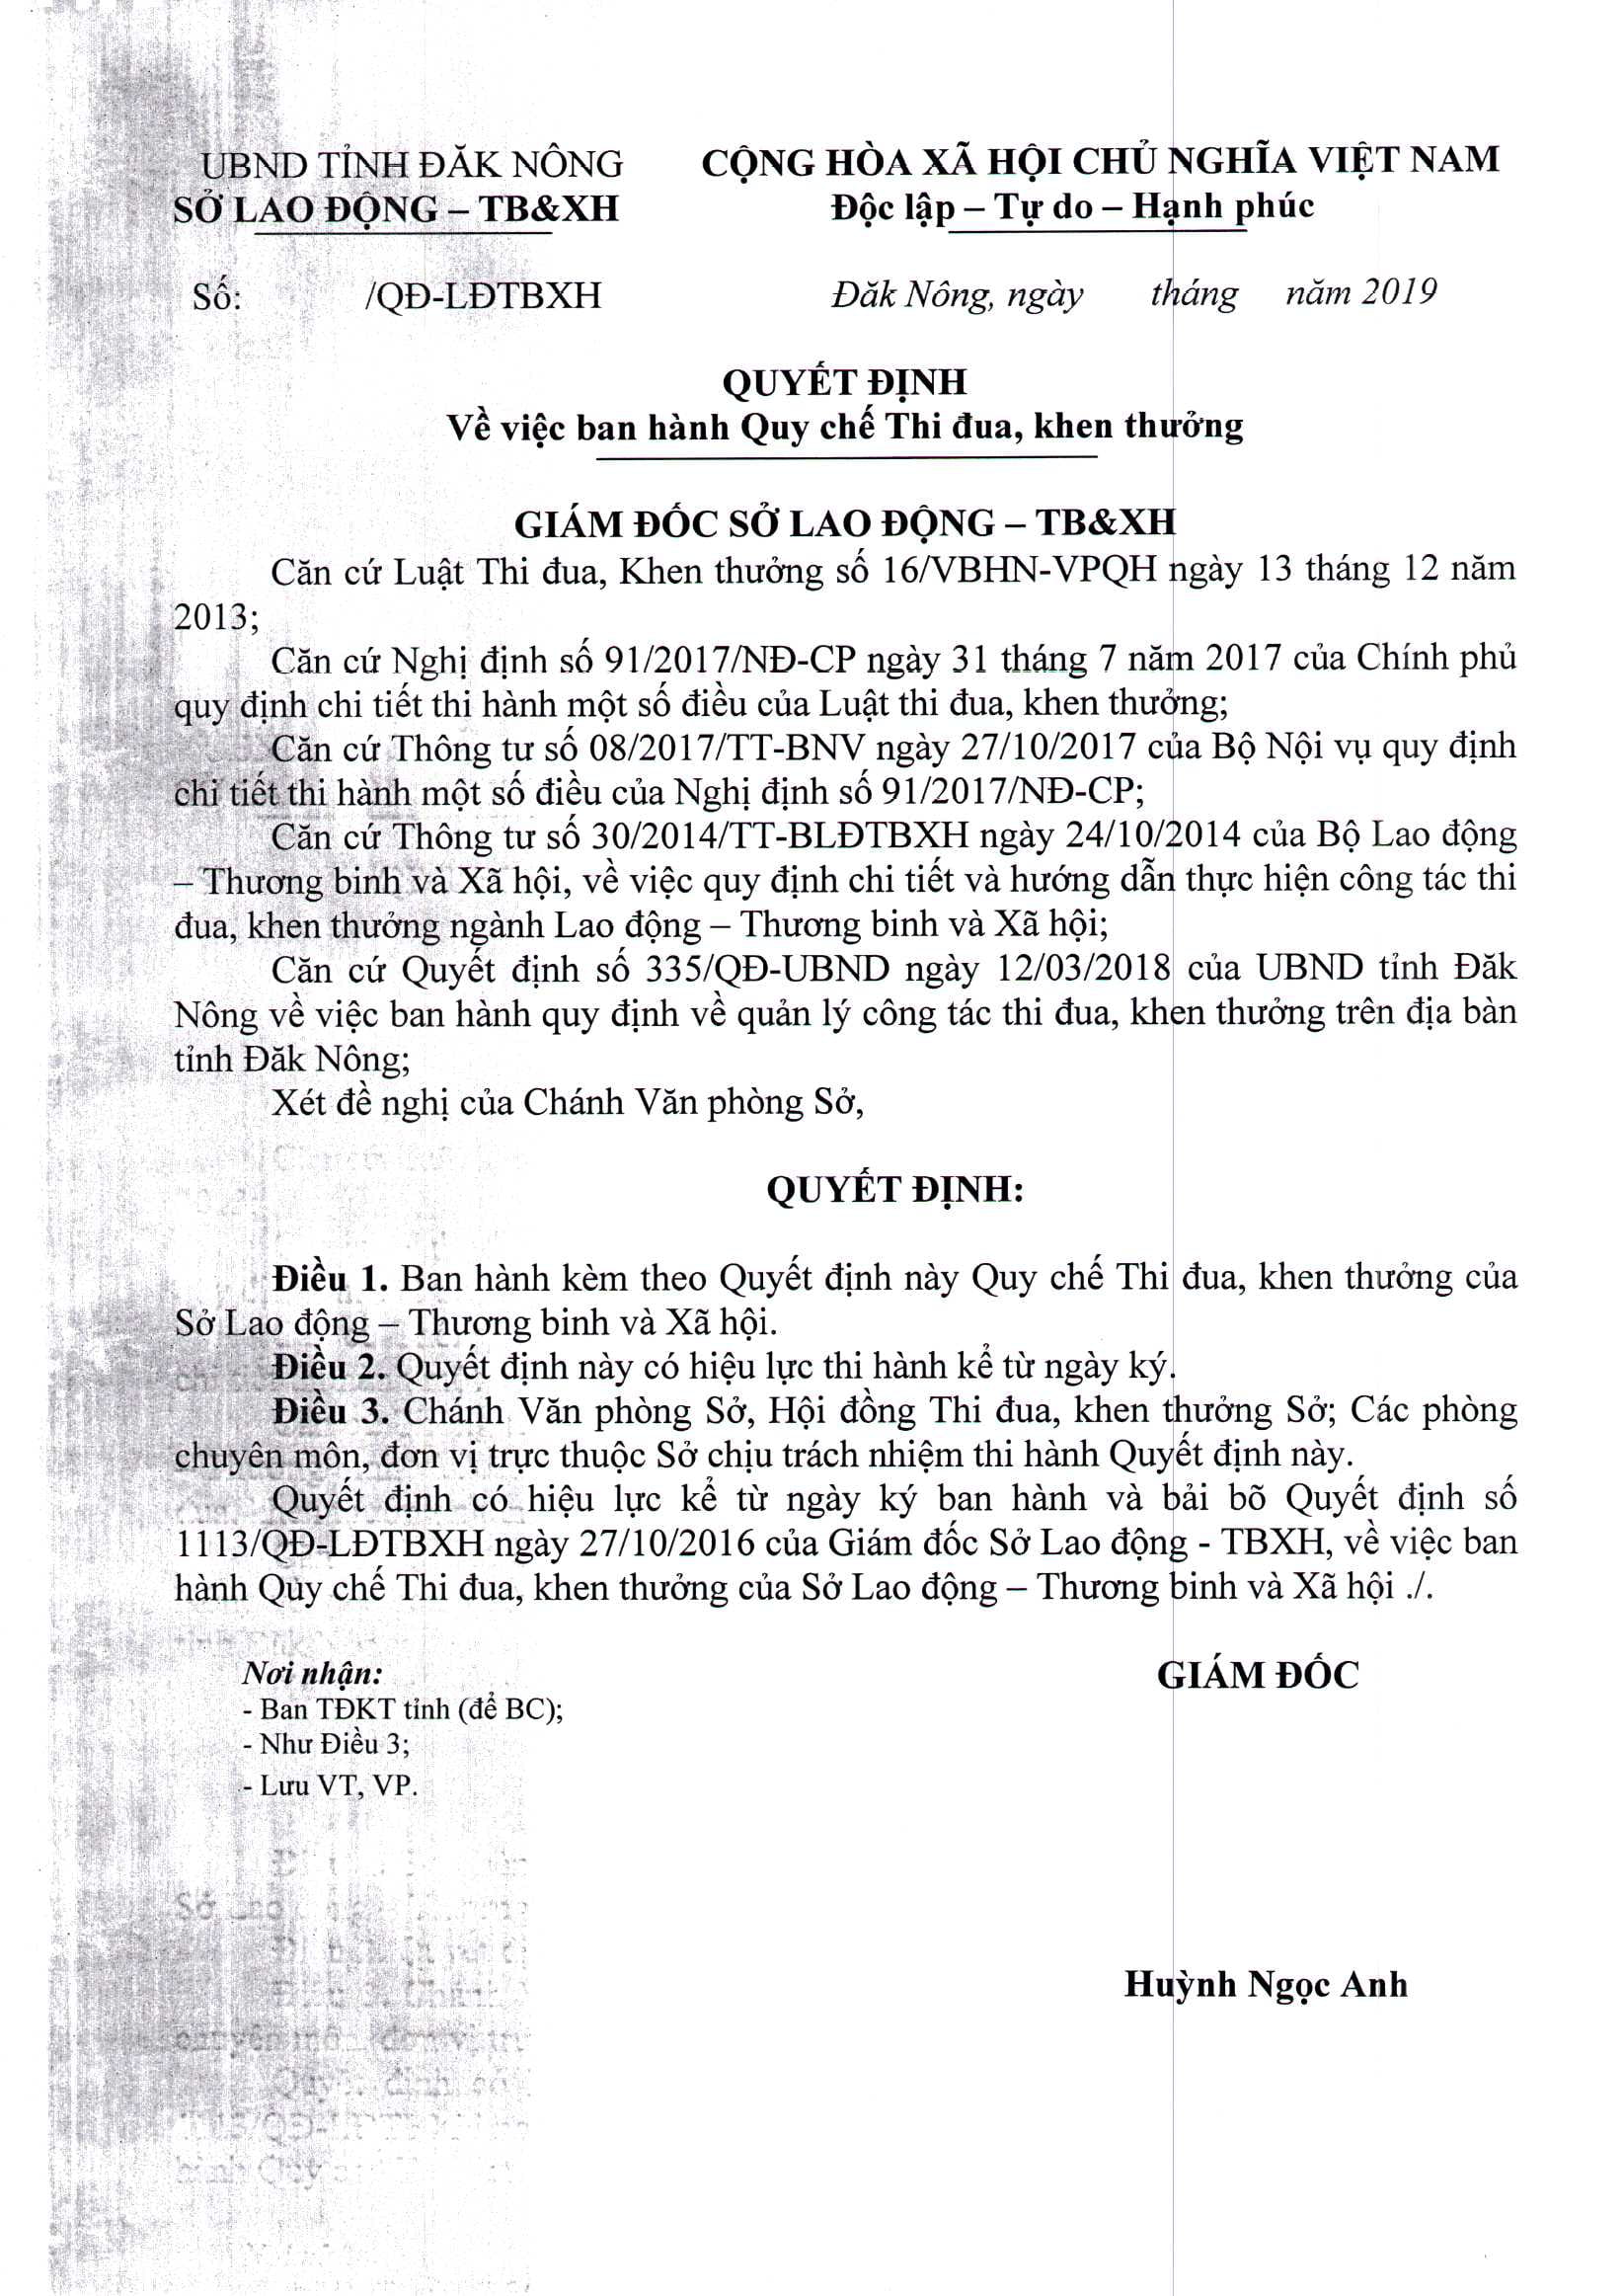 UBND TỈNH ĐĂK NÔNG
SỞ LAO ĐỘNG – TB&XH
CỘNG HÒA XÃ HỘI CHỦ NGHĨA VIỆT NAM
Độc lập – Tự do – Hạnh phúc
Số: /QĐ-LĐTBXH
Đăk Nông, ngày tháng năm 2019
QUYẾT ĐỊNH
Về việc ban hành Quy chế Thi đua, khen thưởng
GIÁM ĐỐC SỞ LAO ĐỘNG – TB&XH
Căn cứ Luật Thi đua, Khen thưởng số 16/VBHN-VPQH ngày 13 tháng 12 năm
2013;
Căn cứ Nghị định số 91/2017/NĐ-CP ngày 31 tháng 7 năm 2017 của Chính phủ
quy định chi tiết thi hành một số điều của Luật thi đua, khen thưởng;
Căn cứ Thông tư số 08/2017/TT-BNV ngày 27/10/2017 của Bộ Nội vụ quy định
chi tiết thi hành một số điều của Nghị định số 91/2017/NĐ-CP;
Căn cứ Thông tư số 30/2014/TT-BLĐTBXH ngày 24/10/2014 của Bộ Lao động
– Thương binh và Xã hội, về việc quy định chi tiết và hướng dẫn thực hiện công tác thi
đua, khen thưởng ngành Lao động – Thương binh và Xã hội;
Căn cứ Quyết định số 335/QĐ-UBND ngày 12/03/2018 của UBND tỉnh Đăk
Nông về việc ban hành quy định về quản lý công tác thi đua, khen thưởng trên địa bàn
tỉnh Đăk Nông;
Xét đề nghị của Chánh Văn phòng Sở,
QUYẾT ĐỊNH:
Điều 1. Ban hành kèm theo Quyết định này Quy chế Thi đua, khen thưởng của
Sở Lao động – Thương binh và Xã hội.
Điều 2. Quyết định này có hiệu lực thi hành kể từ ngày ký.
Điều 3. Chánh Văn phòng Sở, Hội đồng Thi đua, khen thưởng Sở; Các phòng
chuyên môn, đơn vị trực thuộc Sở chịu trách nhiệm thi hành Quyết định này.
Quyết định có hiệu lực kể từ ngày ký ban hành và bải bõ Quyết định số
1113/QĐ-LĐTBXH ngày 27/10/2016 của Giám đốc Sở Lao động - TBXH, về việc ban
hành Quy chế Thi đua, khen thưởng của Sở Lao động – Thương binh và Xã hội ./.
Nơi nhận:
- Ban TĐKT tỉnh (để BC);
- Như Điều 3;
- Lưu VT, VP.
GIÁM ĐỐC
Huỳnh Ngọc Anh